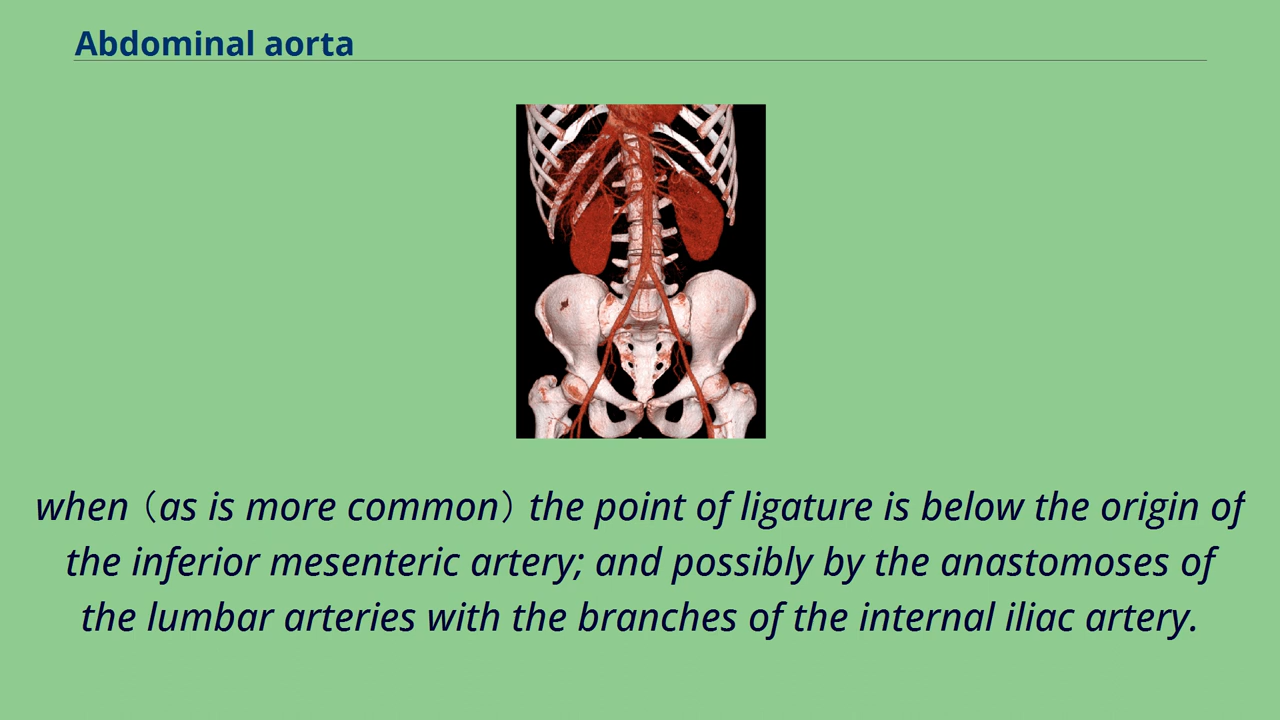 Abdominal aorta
when (as is more common) the point of ligature is below the origin of
the inferior mesenteric artery; and possibly by the anastomoses of
the lumbar arteries with the branches of the internal iliac artery.